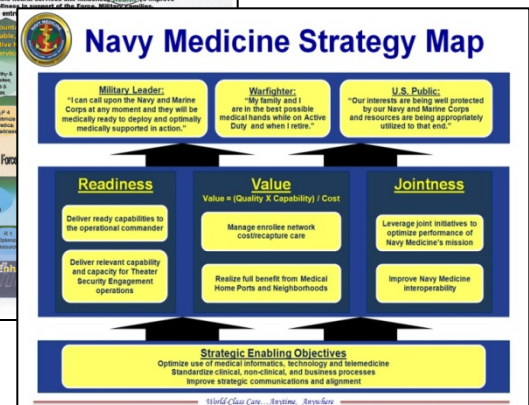 Navy Medicine Strategy Map
Military Leader:
"I can call upon the Navy and Marine
Corps at any moment and they will be
medically ready to deploy and optimally
medically supported in action."
Warfighter:
"My family and I
are in the best possible
medical hands while on Active
Duty and when I retire."
U.S. Public:
"Our interests are being well protected
by our Navy and Marine Corps
and resources are being appropriately
utilized to that end."
Readiness
Deliver ready capabilities to
the operational commander
Deliver relevant capability
and capacity for Theater
Security Engagement
operations
Value
Value = (Quality X Capability) / Cost
Manage enrollee network
cost/recapture care
Realize full benefit from Medical
Home Ports and Neighborhoods
Jointness
Leverage joint initiatives to
optimize performance of
Navy Medicine's mission
Improve Navy Medicine
interoperability
Strategic Enabling Objectives
Optimize use of medical informatics, technology and telemedicine
Standardize clinical, non-clinical, and business processes
Improve strategic communications and alignment
World-Class Care... Anytime, Anywhere